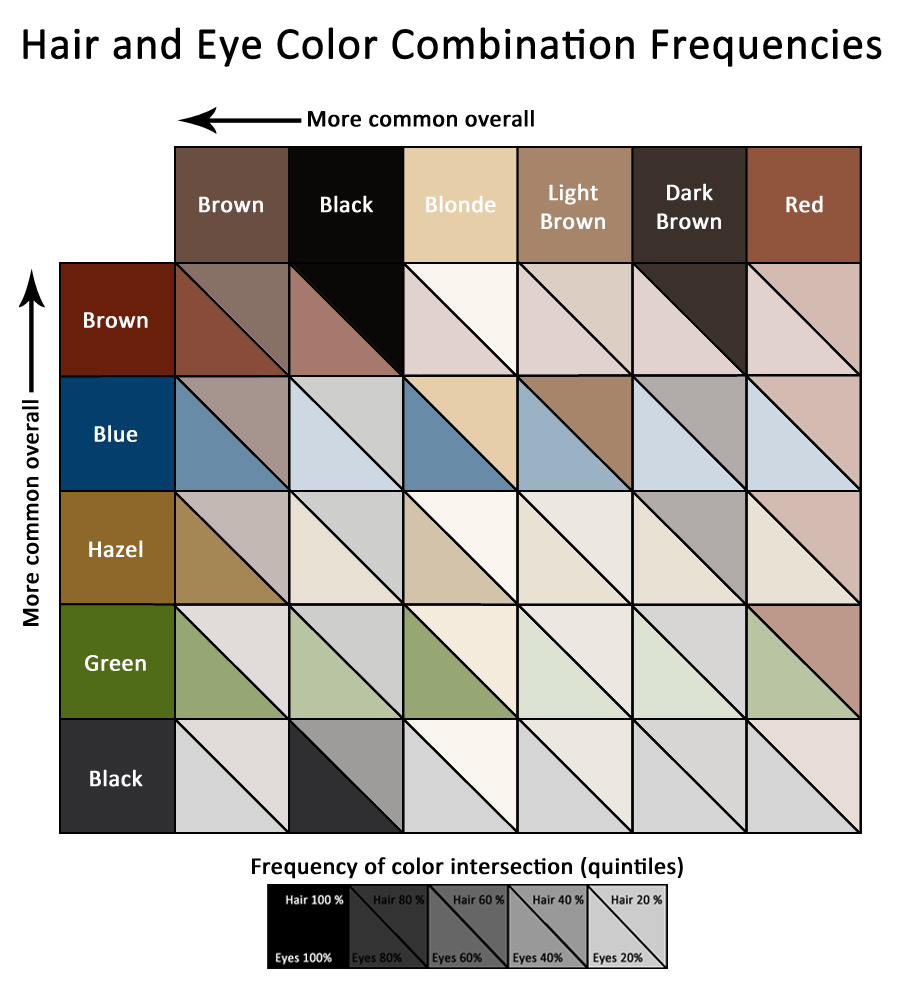 Hair and Eye Color Combination Frequencies
More common overall
Brown
Black
Blonde
Light
Brown
Dark
Brown
Red
More common overall
Brown
Blue
Hazel
Green
Black
Frequency of color intersection (quintiles)
Hair 100 %
Hair 80 %
Hair 60 %
Hair 40 %
Hair 20 %
Eyes 100%
Eyes 80%
Eyes 60%
Eyes 40%
Eyes 20%